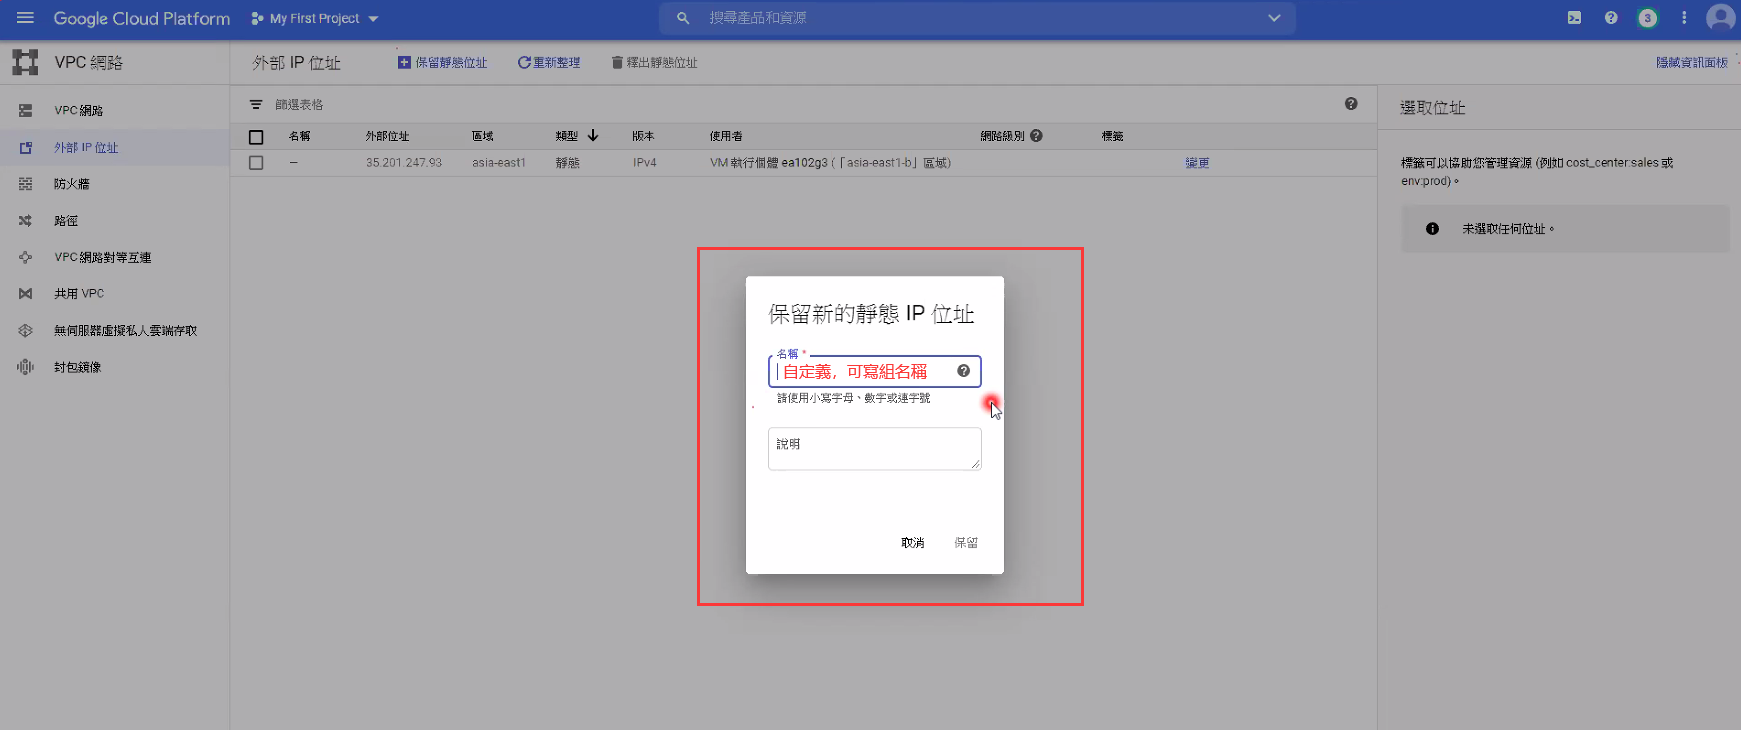 Google Cloud Platform
My First Project
搜尋產品和資源
3
VPC 網路
外部 IP 位址
保留靜態位址
重新整理
釋出靜態位址
隱藏資訊面板
VPC 網路
外部 IP 位址
防火牆
路徑
VPC 網路對等互連
共用 VPC
無伺服器虛擬私人雲端存取
封包鏡像
篩選表格
名稱 外部位址 區域 類型 版本 使用者 網路級別 標籤
— 35.201.247.93 asia-east1 靜態 IPv4 VM 執行個體 ea102g3 (「asia-east1-b」區域) 變更
選取位址
標籤可以協助您管理資源 (例如 cost_center:sales 或
env:prod)。
未選取任何位址。
保留新的靜態 IP 位址
名稱 *
自定義，可寫組名稱
請使用小寫字母、數字或連字號
說明
取消 保留